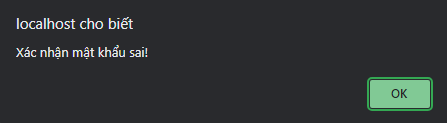 localhost cho biết
Xác nhận mật khẩu sai!
OK